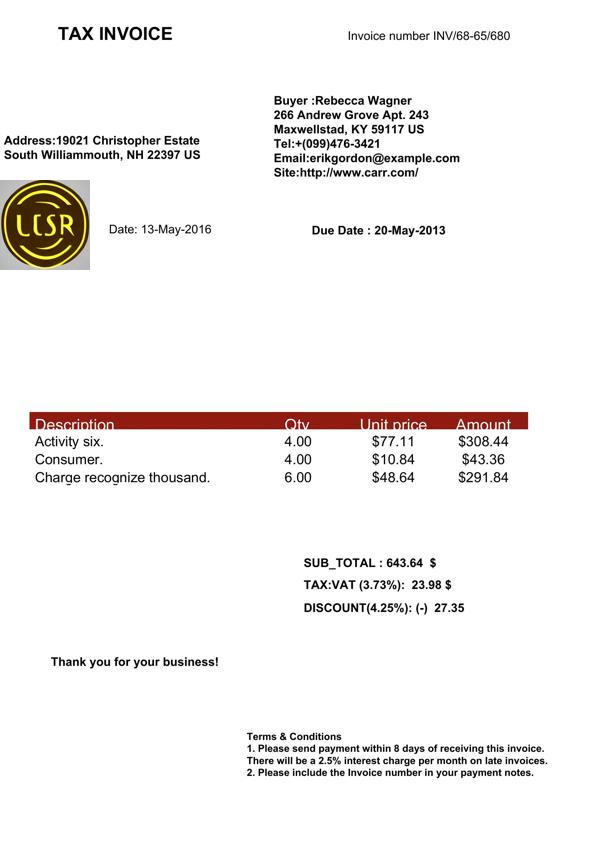 TAX INVOICE
Invoice number INV/68-65/680
Buyer :Rebecca Wagner
266 Andrew Grove Apt. 243
Maxwellstad, KY 59117 US
Tel:+(099)476-3421
Email:erikgordon@example.com
Site:http://www.carr.com/
Address:19021 Christopher Estate
South Williammouth, NH 22397 US
LCSR
Date: 13-May-2016
Due Date : 20-May-2013
Description Qty Unit price Amount
Activity six. 4.00 $77.11 $308.44
Consumer. 4.00 $10.84 $43.36
Charge recognize thousand. 6.00 $48.64 $291.84
SUB_TOTAL : 643.64 $
TAX:VAT (3.73%): 23.98 $
DISCOUNT(4.25%): (-) 27.35
Thank you for your business!
Terms & Conditions
1. Please send payment within 8 days of receiving this invoice.
There will be a 2.5% interest charge per month on late invoices.
2. Please include the Invoice number in your payment notes.